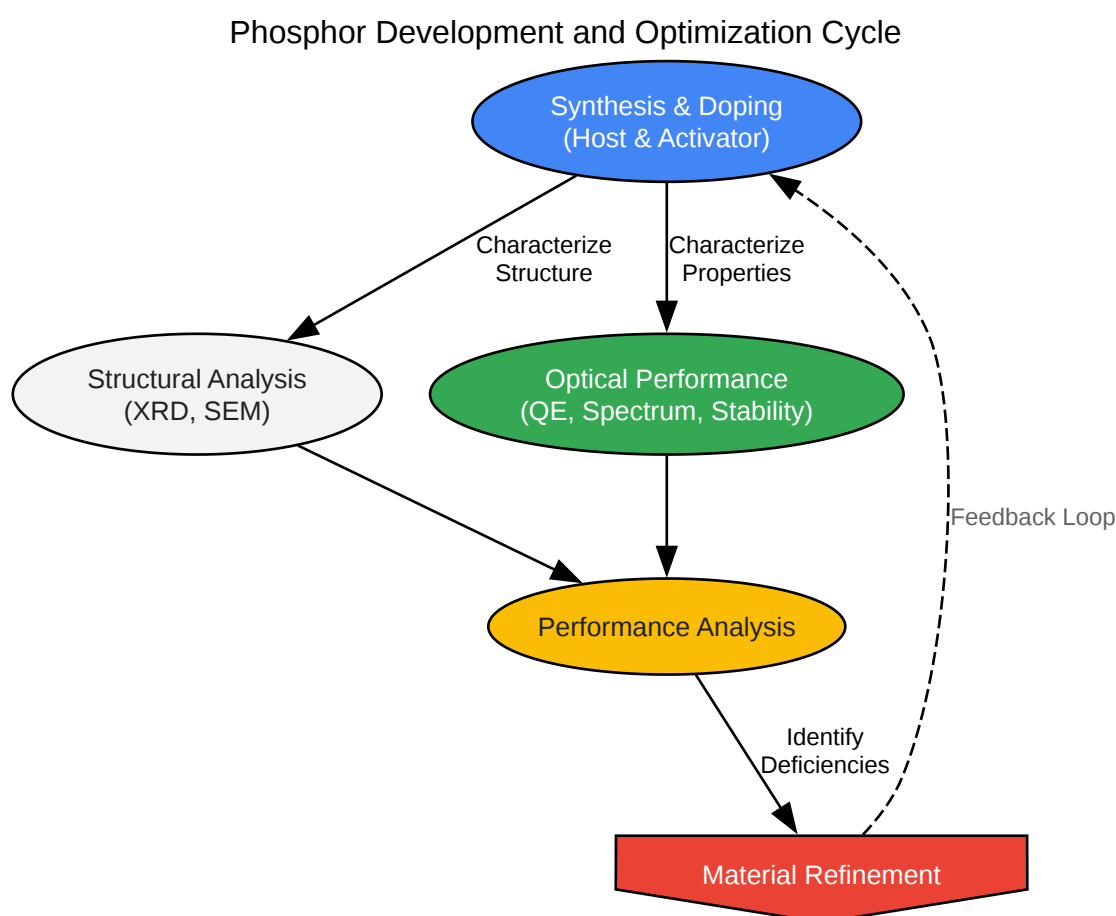 Phosphor Development and Optimization Cycle
Synthesis & Doping
(Host & Activator)
Characterize
Structure
Characterize
Properties
Structural Analysis
(XRD, SEM)
Optical Performance
(QE, Spectrum, Stability)
Feedback Loop
Performance Analysis
Identify
Deficiencies
Material Refinement